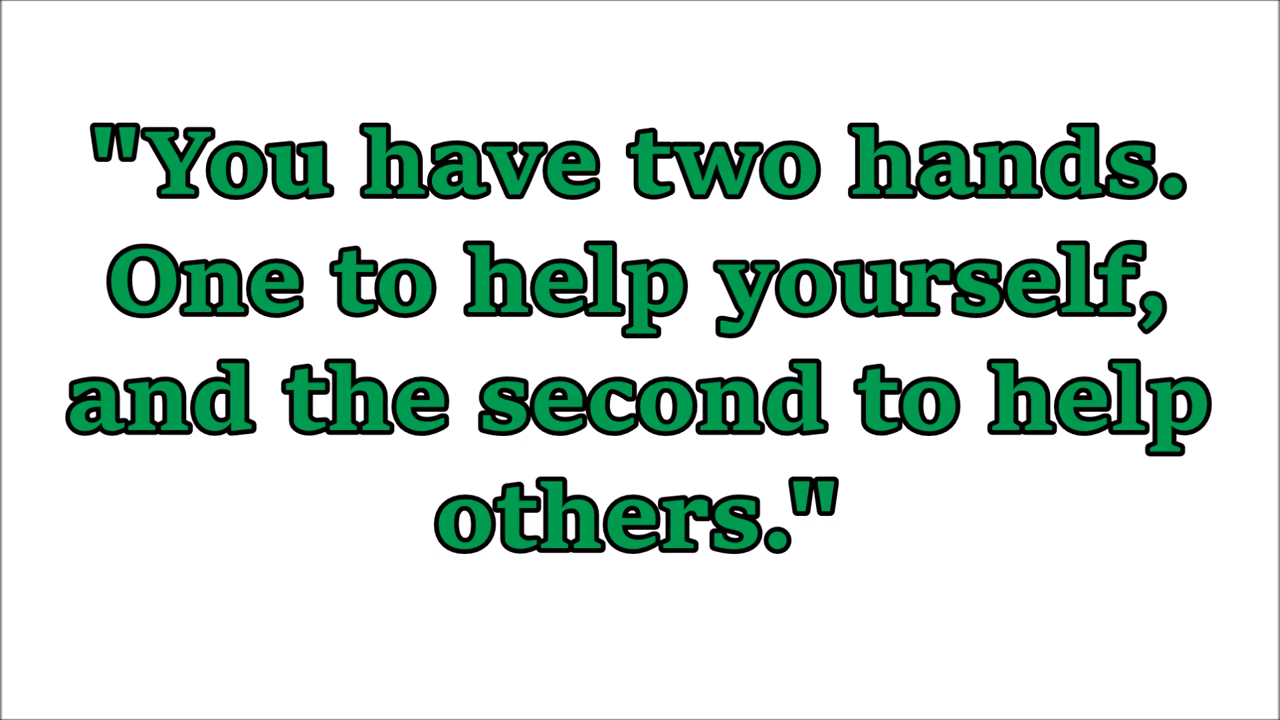 "You have two hands.
One to help yourself,
and the second to help
others."